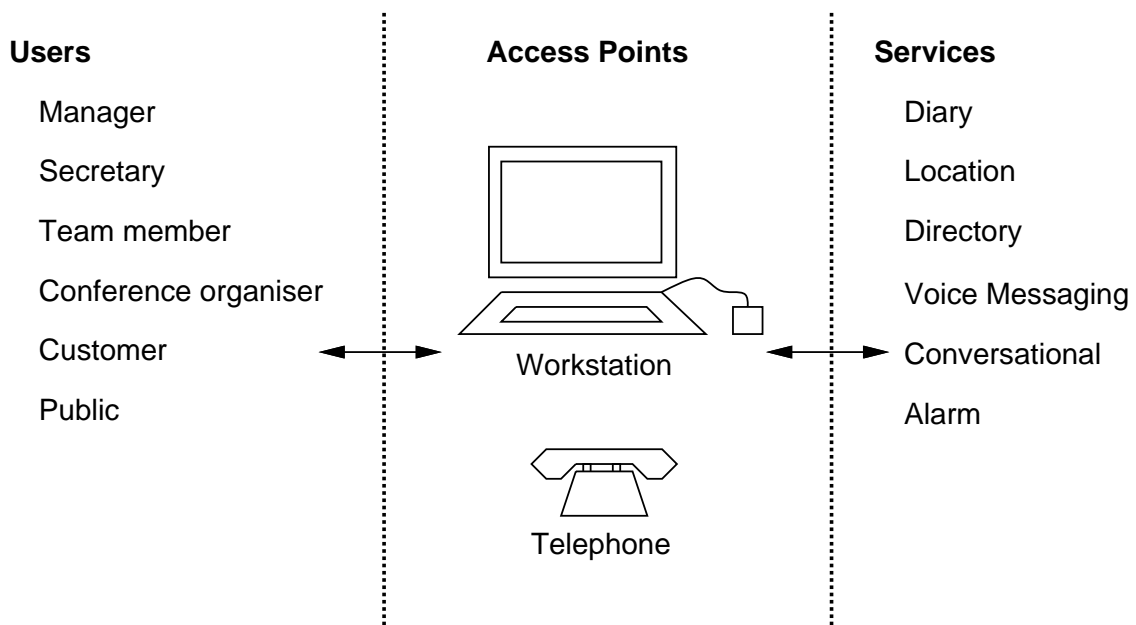 Users
Manager
Secretary
Team member
Conference organiser
Customer
Public
Access Points
Workstation
Telephone
Services
Diary
Location
Directory
Voice Messaging
Conversational
Alarm